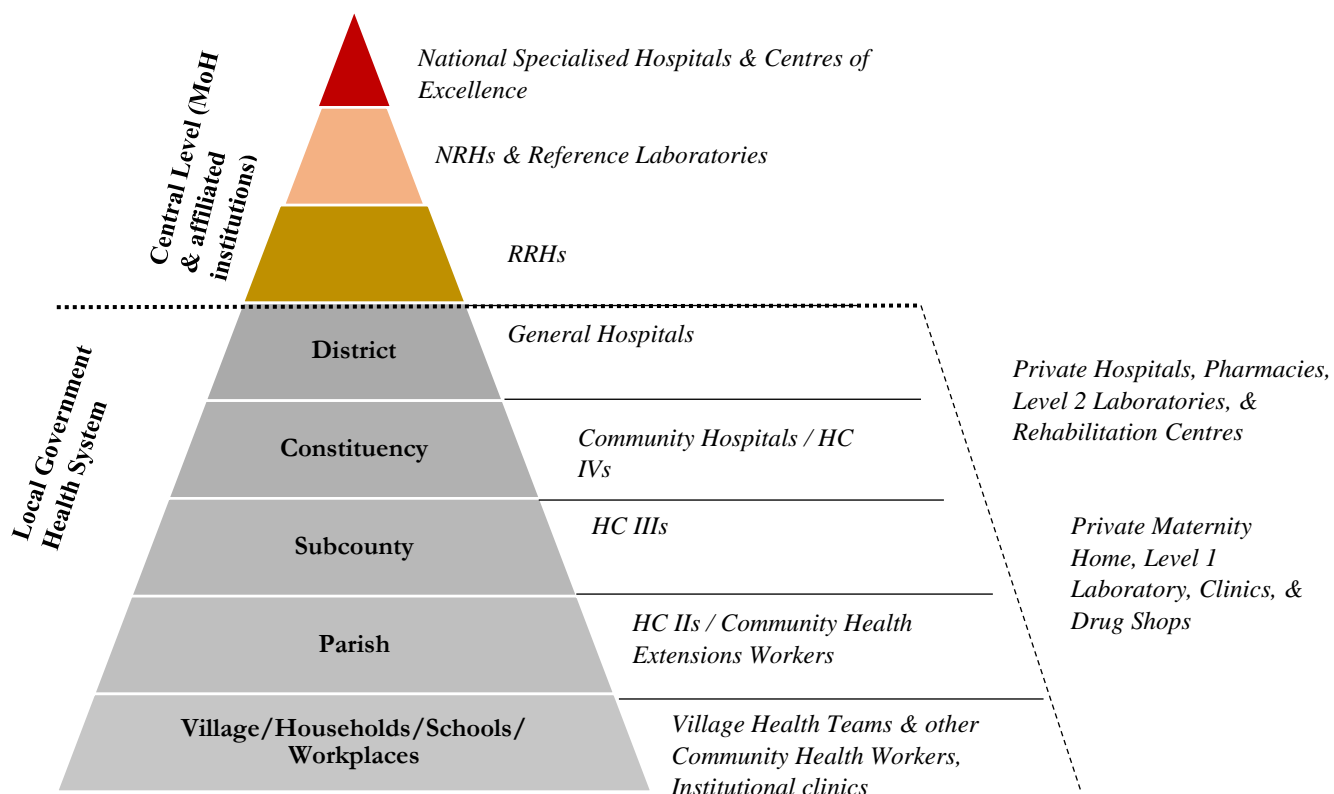 National Specialised Hospitals & Centres of
Excellence
Central Level (MoH
& affiliated
institutions)
NRHs & Reference Laboratories
RRHs
Local Government
Health System
District
General Hospitals
Private Hospitals, Pharmacies,
Level 2 Laboratories, &
Rehabilitation Centres
Constituency
Community Hospitals / HC
IVs
Subcounty
HC IIIs
Private Maternity
Home, Level 1
Laboratory, Clinics, &
Drug Shops
Parish
HC IIs / Community Health
Extensions Workers
Village/Households/Schools/
Workplaces
Village Health Teams & other
Community Health Workers,
Institutional clinics